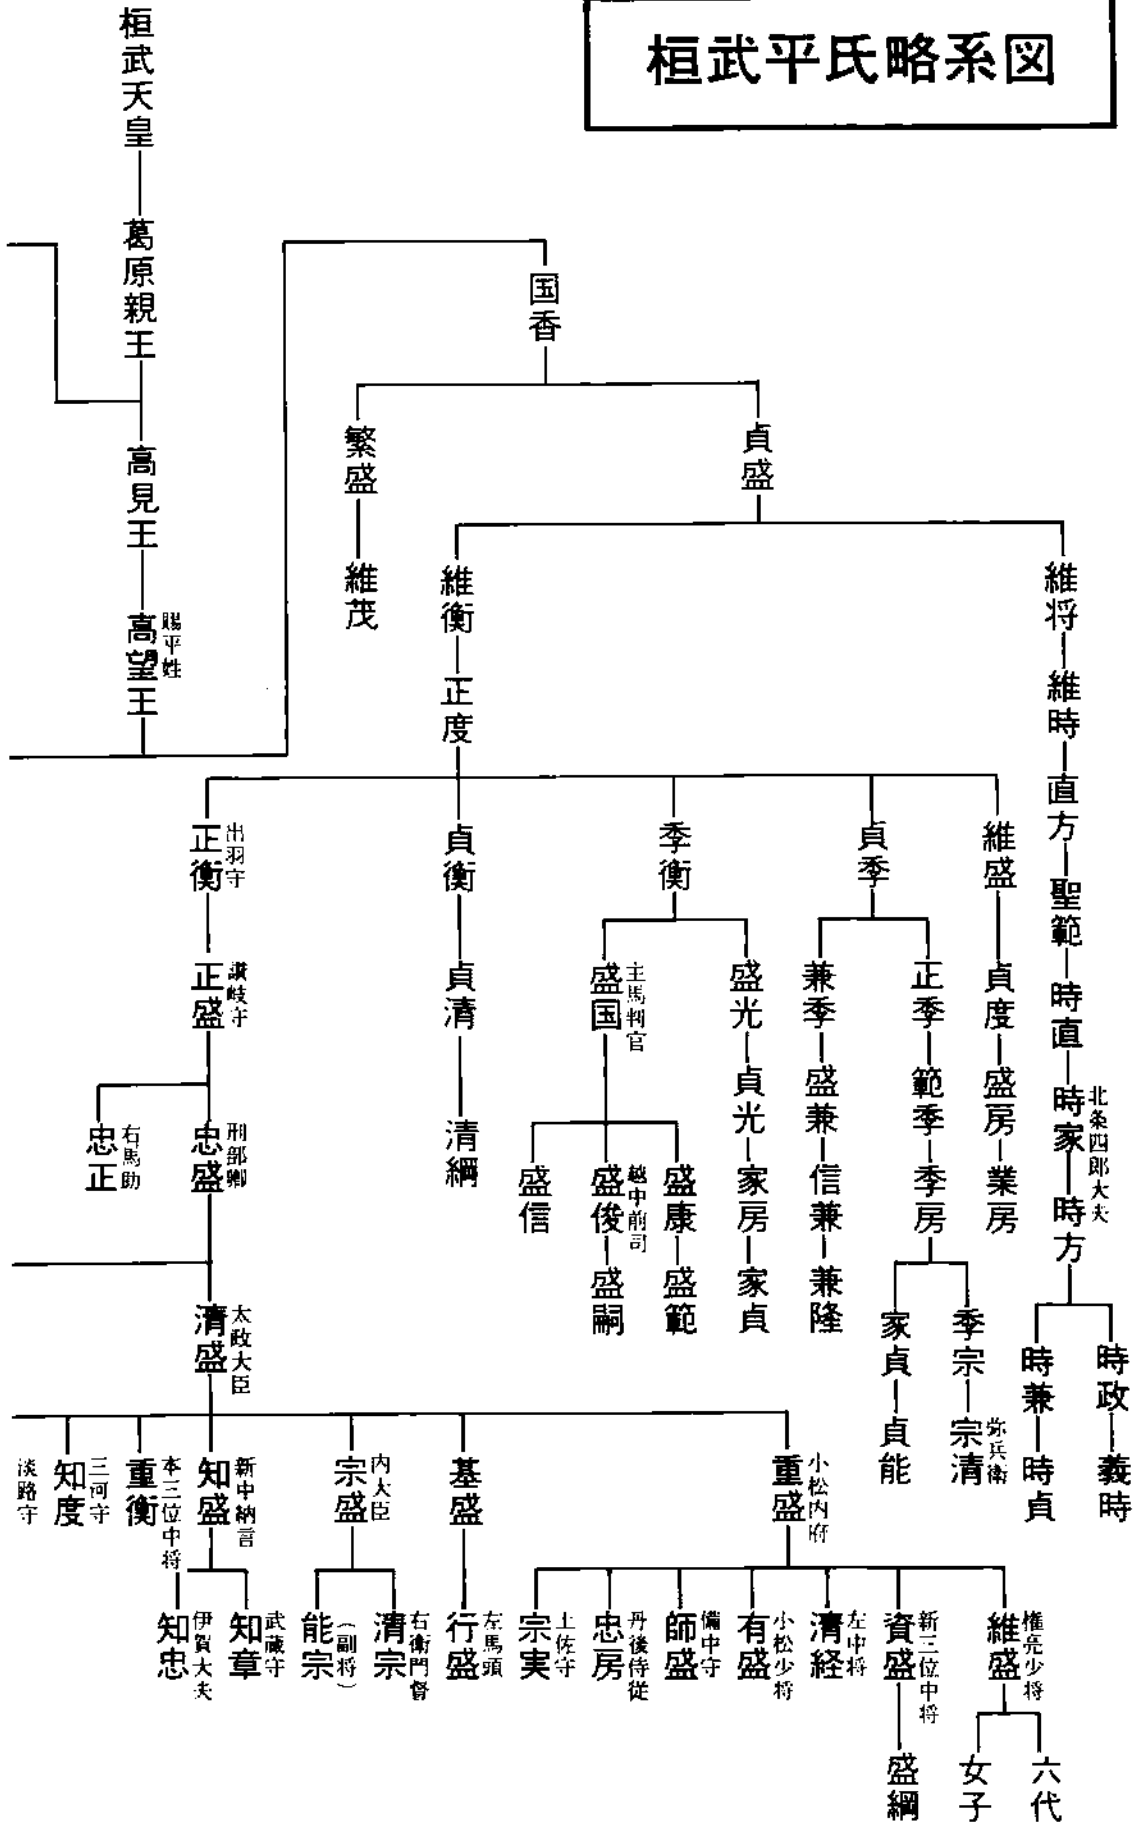 桓武平氏略系図
桓武天皇
葛原親王
高見王
高望王
賜平姓
国香
貞盛
繁盛
維茂
維将
維時
直方
聖範
時直
時家
北条四郎大夫
時方
時政
義時
時兼
時貞
維衡
正度
維盛
貞度
盛房
業房
貞季
正季
範季
季房
季宗
宗清
弥兵衛
家貞
貞能
兼季
盛兼
信兼
兼隆
季衡
盛光
貞光
家房
家貞
盛国
主馬判官
盛康
盛範
盛俊
越中前司
盛嗣
盛信
貞衡
貞清
清綱
正衡
出羽守
正盛
讃岐守
忠盛
刑部卿
忠正
右馬助
清盛
太政大臣
重盛
小松内府
維盛
権亮少将
六代
女子
資盛
新三位中将
盛綱
清経
左中将
有盛
小松少将
師盛
備中守
忠房
丹後侍従
宗実
土佐守
基盛
行盛
左馬頭
宗盛
内大臣
清宗
右衛門督
能宗
(副将)
知盛
新中納言
知章
武蔵守
知忠
伊賀大夫
重衡
本三位中将
知度
三河守
淡路守